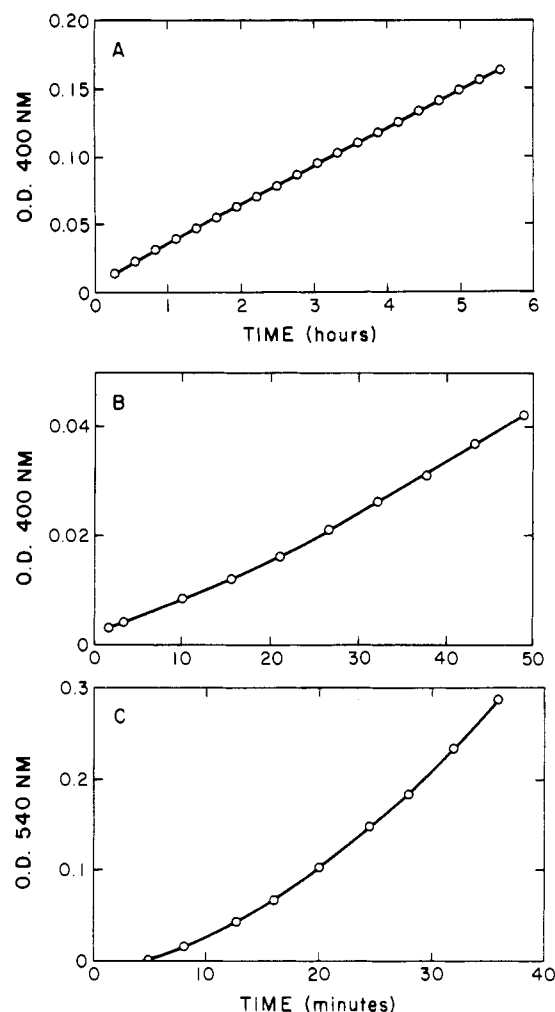 A
O.D. 400 NM
0.20
0.15
0.10
0.05
0
0 1 2 3 4 5 6
TIME (hours)
B
O.D. 400 NM
0.04
0.02
0
0 10 20 30 40 50
C
O.D. 540 NM
0.3
0.2
0.1
0
0 10 20 30 40
TIME (minutes)